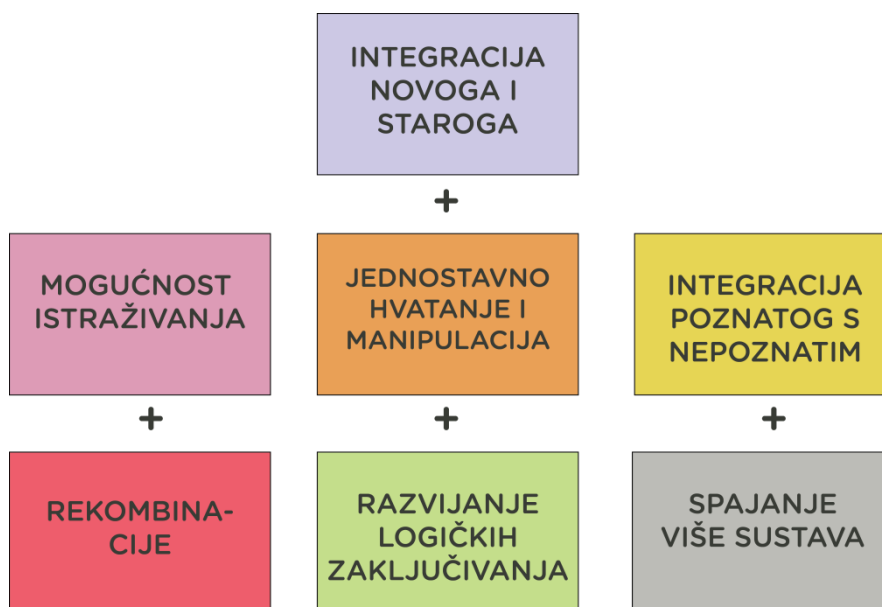 INTEGRACIJA
NOVOGA I
STAROGA
+
MOGUĆNOST
ISTRAŽIVANJA
JEDNOSTAVNO
HVATANJE I
MANIPULACIJA
INTEGRACIJA
POZNATOG S
NEPOZNATIM
+
+
+
REKOMBINA-
CIJE
RAZVIJANJE
LOGIČKIH
ZAKLJUČIVANJA
SPAJANJE
VIŠE SUSTAVA